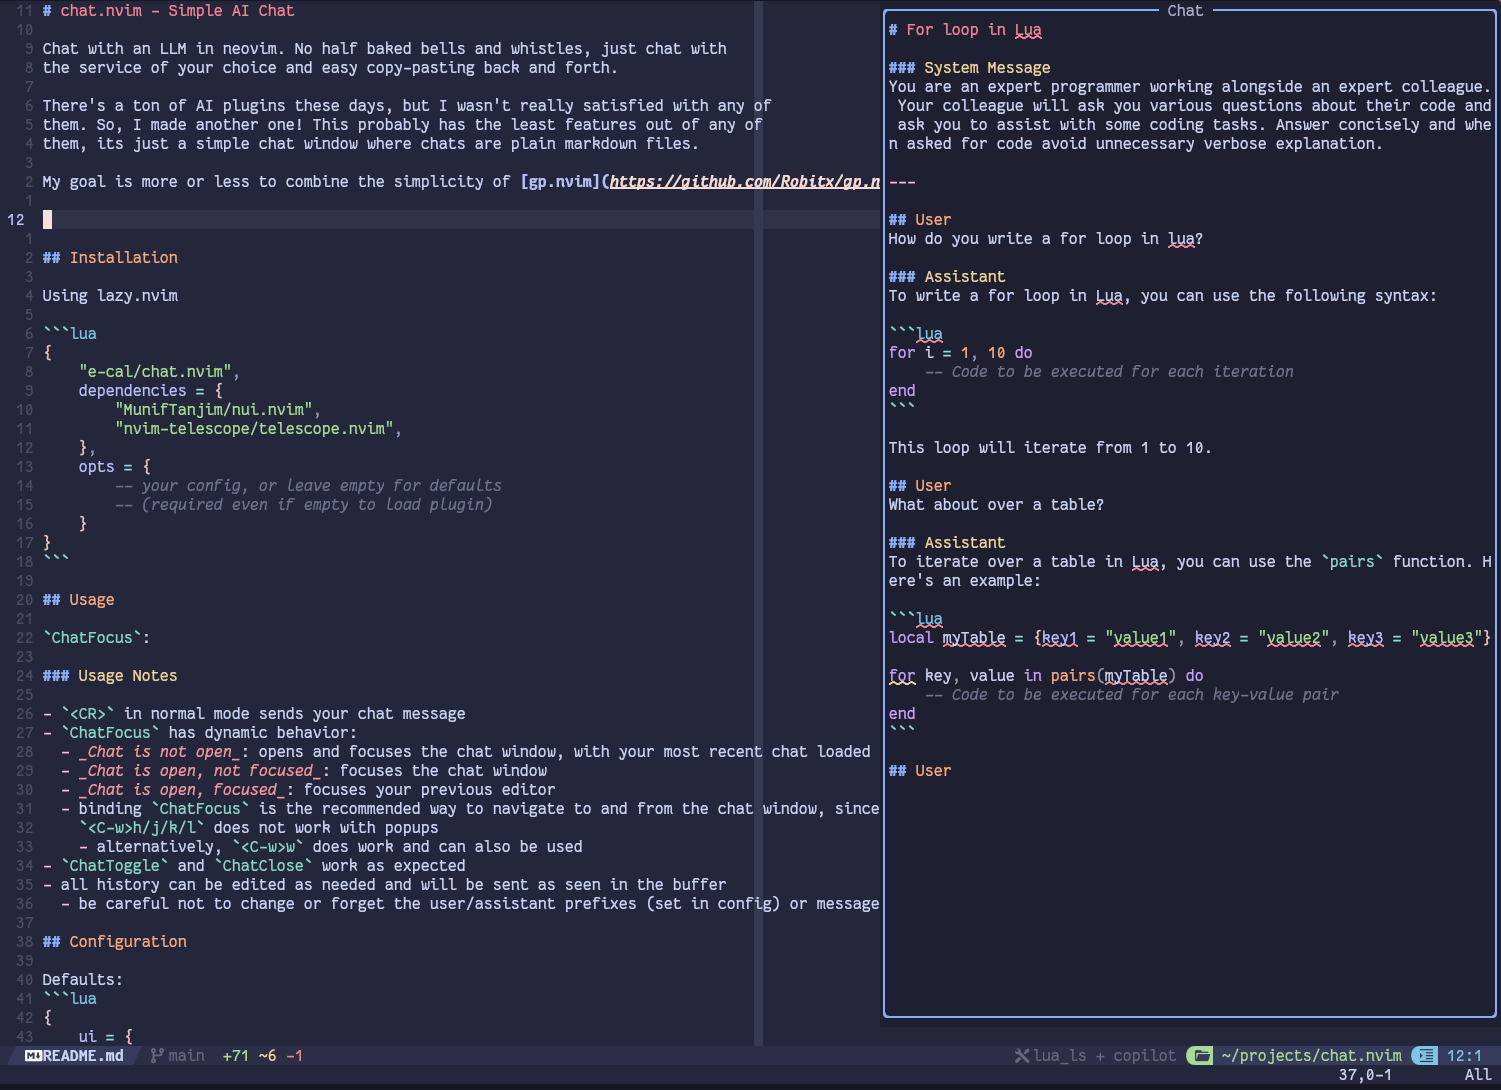 11 # chat.nvim - Simple AI Chat
10
9 Chat with an LLM in neovim. No half baked bells and whistles, just chat with
8 the service of your choice and easy copy-pasting back and forth.
7
6 There's a ton of AI plugins these days, but I wasn't really satisfied with any of
5 them. So, I made another one! This probably has the least features out of any of
4 them, its just a simple chat window where chats are plain markdown files.
3
2 My goal is more or less to combine the simplicity of [gp.nvim](https://github.com/Robitx/gp.n
1
12
1
2 ## Installation
3
4 Using lazy.nvim
5
6 ```lua
7 {
8     "e-cal/chat.nvim",
9     dependencies = {
10         "MunifTanjim/nui.nvim",
11         "nvim-telescope/telescope.nvim",
12     },
13     opts = {
14         -- your config, or leave empty for defaults
15         -- (required even if empty to load plugin)
16     }
17 }
18 ```
19
20 ## Usage
21
22 `ChatFocus`:
23
24 ### Usage Notes
25
26 - `<CR>` in normal mode sends your chat message
27 - `ChatFocus` has dynamic behavior:
28   - _Chat is not open_: opens and focuses the chat window, with your most recent chat loaded
29   - _Chat is open, not focused_: focuses the chat window
30   - _Chat is open, focused_: focuses your previous editor
31   - binding `ChatFocus` is the recommended way to navigate to and from the chat window, since
32     `<C-w>h/j/k/l` does not work with popups
33     - alternatively, `<C-w>w` does work and can also be used
34 - `ChatToggle` and `ChatClose` work as expected
35 - all history can be edited as needed and will be sent as seen in the buffer
36   - be careful not to change or forget the user/assistant prefixes (set in config) or message
37
38 ## Configuration
39
40 Defaults:
41 ```lua
42 {
43     ui = {
Chat
# For loop in Lua
### System Message
You are an expert programmer working alongside an expert colleague.
 Your colleague will ask you various questions about their code and
 ask you to assist with some coding tasks. Answer concisely and whe
n asked for code avoid unnecessary verbose explanation.
---
## User
How do you write a for loop in lua?
### Assistant
To write a for loop in Lua, you can use the following syntax:
```lua
for i = 1, 10 do
    -- Code to be executed for each iteration
end
```
This loop will iterate from 1 to 10.
## User
What about over a table?
### Assistant
To iterate over a table in Lua, you can use the `pairs` function. H
ere's an example:
```lua
local myTable = {key1 = "value1", key2 = "value2", key3 = "value3"}
for key, value in pairs(myTable) do
    -- Code to be executed for each key-value pair
end
```
## User
M↓ README.md main +71 ~6 -1 lua_ls + copilot ~/projects/chat.nvim 12:1
37,0-1 All